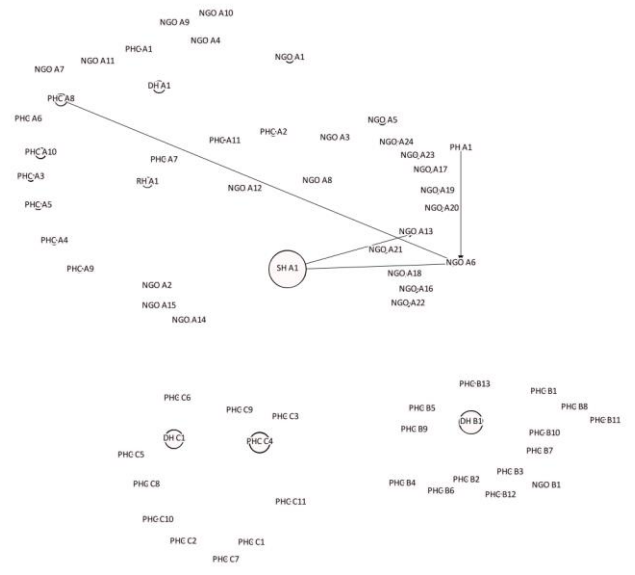 NGO A10
NGO A9
NGO A4
PHC A1
NGO A1
NGO A11
NGO A7
DH A1
PHC A8
PHC A6
NGO A5
PHC A2
NGO A3
PHC A11
NGO A24
PH A1
PHC A10
NGO A23
PHC A7
NGO A17
PHC A3
RH A1
NGO A8
NGO A12
NGO A19
PHC A5
NGO A20
NGO A13
PHC A4
NGO A21
NGO A6
PHC A9
SH A1
NGO A18
NGO A2
NGO A16
NGO A15
NGO A22
NGO A14
PHC B13
PHC B1
PHC C6
PHC B5
PHC B8
PHC C9
PHC C3
DH B1
PHC B11
PHC B9
PHC B10
DH C1
PHC C4
PHC B7
PHC C5
PHC B3
PHC B2
PHC C8
PHC B4
NGO B1
PHC B6
PHC B12
PHC C11
PHC C10
PHC C2
PHC C1
PHC C7